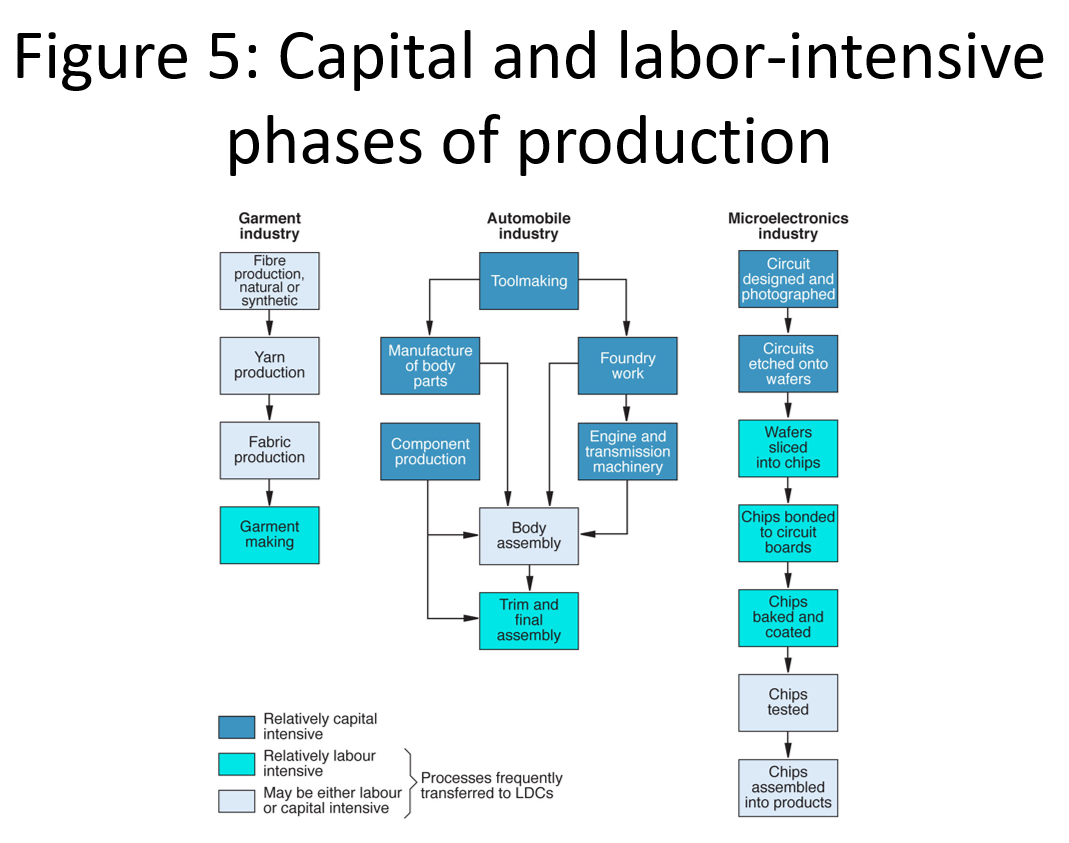 Figure 5: Capital and labor-intensive
phases of production
Garment
industry
Fibre
production,
natural or
synthetic
Yarn
production
Fabric
production
Garment
making
Automobile
industry
Toolmaking
Manufacture
of body
parts
Foundry
work
Component
production
Engine and
transmission
machinery
Body
assembly
Trim and
final
assembly
Microelectronics
industry
Circuit
designed and
photographed
Circuits
etched onto
wafers
Wafers
sliced
into chips
Chips bonded
to circuit
boards
Chips
baked and
coated
Chips
tested
Chips
assembled
into products
Relatively capital
intensive
Relatively labour
intensive
May be either labour
or capital intensive
Processes frequently
transferred to LDCs